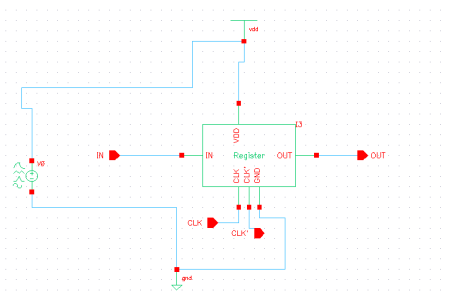 vdd
I3
VDD
V0
IN
IN
Register
OUT
OUT
CLK
CLK'
GND
CLK
CLK'
gnd